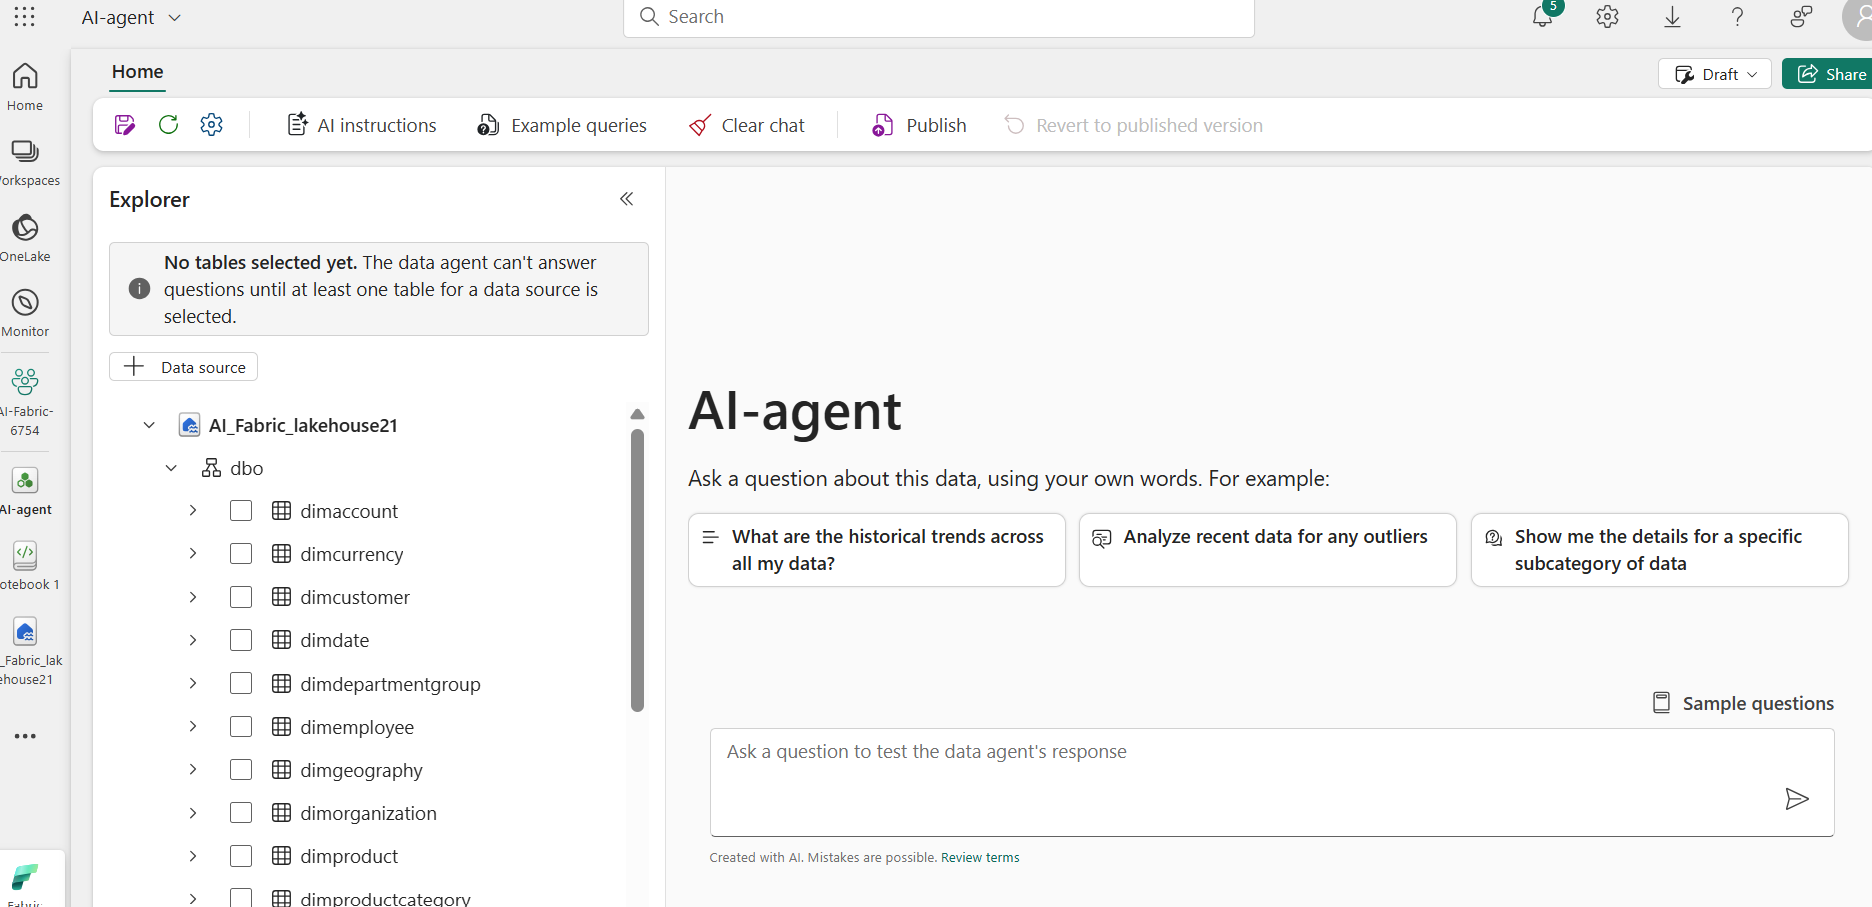 AI-agent
Search
5
Home
Draft
Share
AI instructions
Example queries
Clear chat
Publish
Revert to published version
Home
orkspaces
OneLake
Monitor
AI-Fabric-
6754
AI-agent
otebook 1
_Fabric_lak
ehouse21
Explorer
No tables selected yet. The data agent can't answer
questions until at least one table for a data source is
selected.
Data source
AI_Fabric_lakehouse21
dbo
dimaccount
dimcurrency
dimcustomer
dimdate
dimdepartmentgroup
dimemployee
dimgeography
dimorganization
dimproduct
dimproductcategory
AI-agent
Ask a question about this data, using your own words. For example:
What are the historical trends across
all my data?
Analyze recent data for any outliers
Show me the details for a specific
subcategory of data
Sample questions
Ask a question to test the data agent's response
Created with AI. Mistakes are possible. Review terms
Fabric